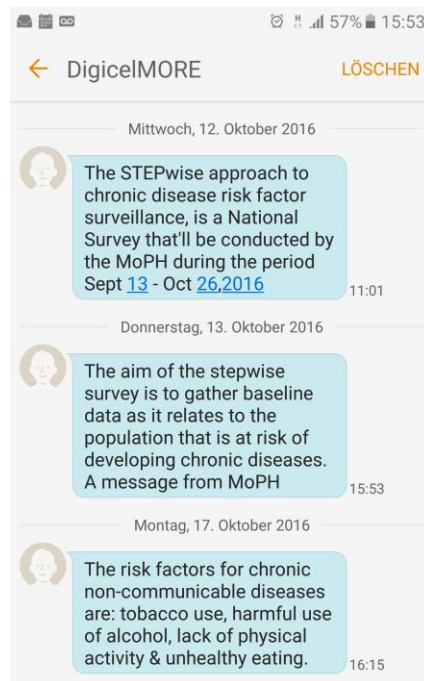 57% 15:53
DigicelMORE LÖSCHEN
Mittwoch, 12. Oktober 2016
The STEPwise approach to
chronic disease risk factor
surveillance, is a National
Survey that'll be conducted by
the MoPH during the period
Sept 13 - Oct 26,2016
11:01
Donnerstag, 13. Oktober 2016
The aim of the stepwise
survey is to gather baseline
data as it relates to the
population that is at risk of
developing chronic diseases.
A message from MoPH
15:53
Montag, 17. Oktober 2016
The risk factors for chronic
non-communicable diseases
are: tobacco use, harmful use
of alcohol, lack of physical
activity & unhealthy eating.
16:15